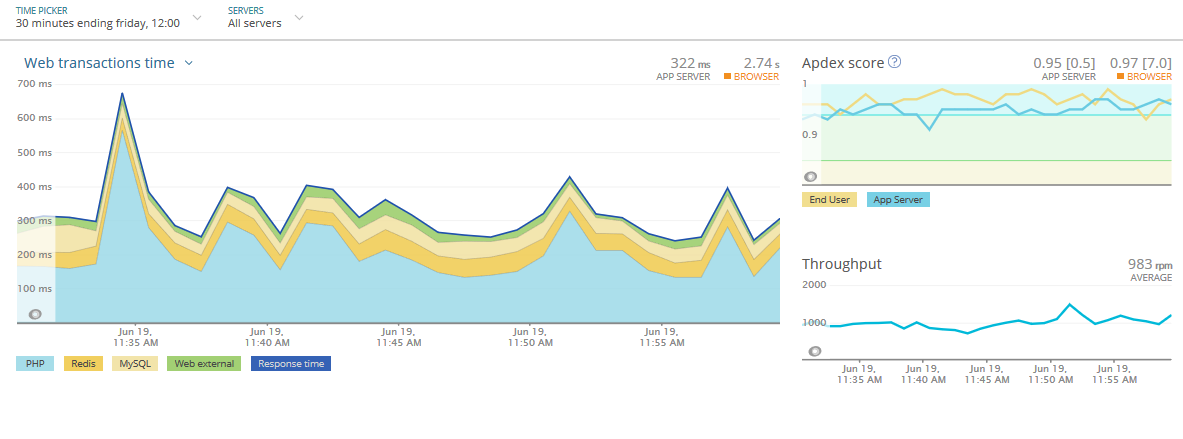 TIME PICKER
30 minutes ending friday, 12:00
SERVERS
All servers
Web transactions time
322 ms
APP SERVER
2.74 s
BROWSER
700 ms
600 ms
500 ms
400 ms
300 ms
200 ms
100 ms
Jun 19,
11:35 AM
Jun 19,
11:40 AM
Jun 19,
11:45 AM
Jun 19,
11:50 AM
Jun 19,
11:55 AM
PHP
Redis
MySQL
Web external
Response time
Apdex score ?
0.95 [0.5]
APP SERVER
0.97 [7.0]
BROWSER
1
0.9
End User
App Server
Throughput
983 rpm
AVERAGE
2000
1000
Jun 19,
11:35 AM
Jun 19,
11:40 AM
Jun 19,
11:45 AM
Jun 19,
11:50 AM
Jun 19,
11:55 AM